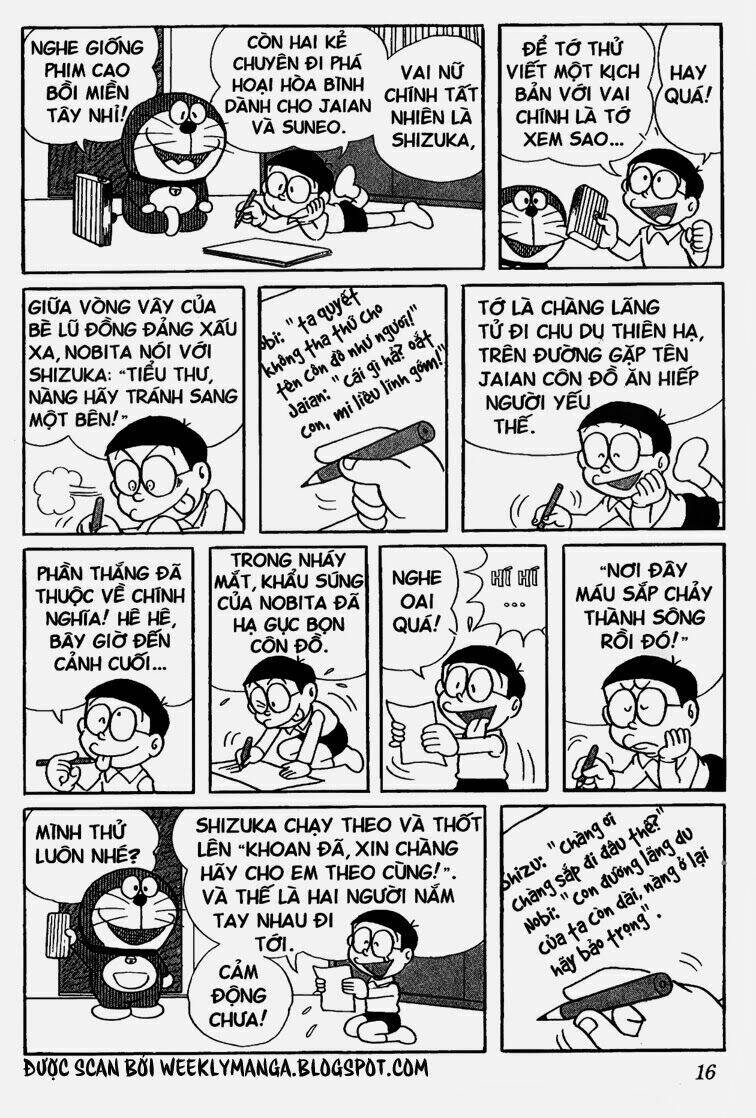 HAY
QUÁ!
ĐỂ TỚ THỬ
VIẾT MỘT KỊCH
BẢN VỚI VAI
CHÍNH LÀ TỚ
XEM SAO...
VAI NỮ
CHÍNH TẤT
NHIÊN LÀ
SHIZUKA,
CÒN HAI KẺ
CHUYÊN ĐI PHÁ
HOẠI HÒA BÌNH
DÀNH CHO JAIAN
VÀ SUNEO.
NGHE GIỐNG
PHIM CAO
BỒI MIỀN
TÂY NHỈ!
TỚ LÀ CHÀNG LÃNG
TỬ ĐI CHU DỤ THIÊN HẠ,
TRÊN ĐƯỜNG GẶP TÊN
JAIAN CÔN ĐỒ ĂN HIẾP
NGƯỜI YẾU
THẾ.
Nobi: "ta quyết
không tha thứ cho
tên côn đồ như ngươi!"
Jaian: "Cái gì hả? oắt
con, mi liều lĩnh gớm!"
GIỮA VÒNG VÂY CỦA
BÈ LŨ ĐỒNG ĐẢNG XẤU
XA, NOBITA NÓI VỚI
SHIZUKA: "TIỂU THƯ,
NÀNG HÃY TRÁNH SANG
MỘT BÊN!"
"NƠI ĐÂY
MÁU SẮP CHẢY
THÀNH SÔNG
RỒI ĐÓ!"
HÍ HÍ
...
NGHE
OAI
QUÁ!
TRONG NHÁY
MẮT, KHẨU SÚNG
CỦA NOBITA ĐÃ
HẠ GỤC BỌN
CÔN ĐỒ.
PHẦN THẮNG ĐÃ
THUỘC VỀ CHÍNH
NGHĨA! HÊ HÊ,
BÂY GIỜ ĐẾN
CẢNH CUỐI...
Shizu: "Chàng ơi
Chàng sắp đi đâu thế?"
Nobi: "Con đường lãng du
của ta còn dài, nàng ở lại
hãy bảo trọng".
SHIZUKA CHẠY THEO VÀ THỐT
LÊN "KHOAN ĐÃ, XIN CHÀNG
HÃY CHO EM THEO CÙNG!".
VÀ THẾ LÀ HAI NGƯỜI NẮM
TAY NHAU ĐI
TỚI.
CẢM
ĐỘNG
CHƯA!
MÌNH THỬ
LUÔN NHÉ?
ĐƯỢC SCAN BỞI WEEKLYMANGA.BLOGSPOT.COM
16